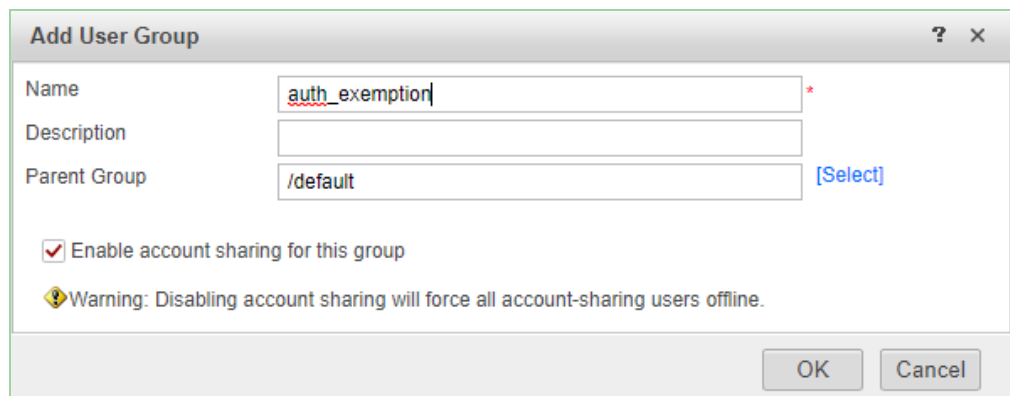 Add User Group ? ×
Name auth_exemption *
Description
Parent Group /default [Select]
Enable account sharing for this group
Warning: Disabling account sharing will force all account-sharing users offline.
OK Cancel